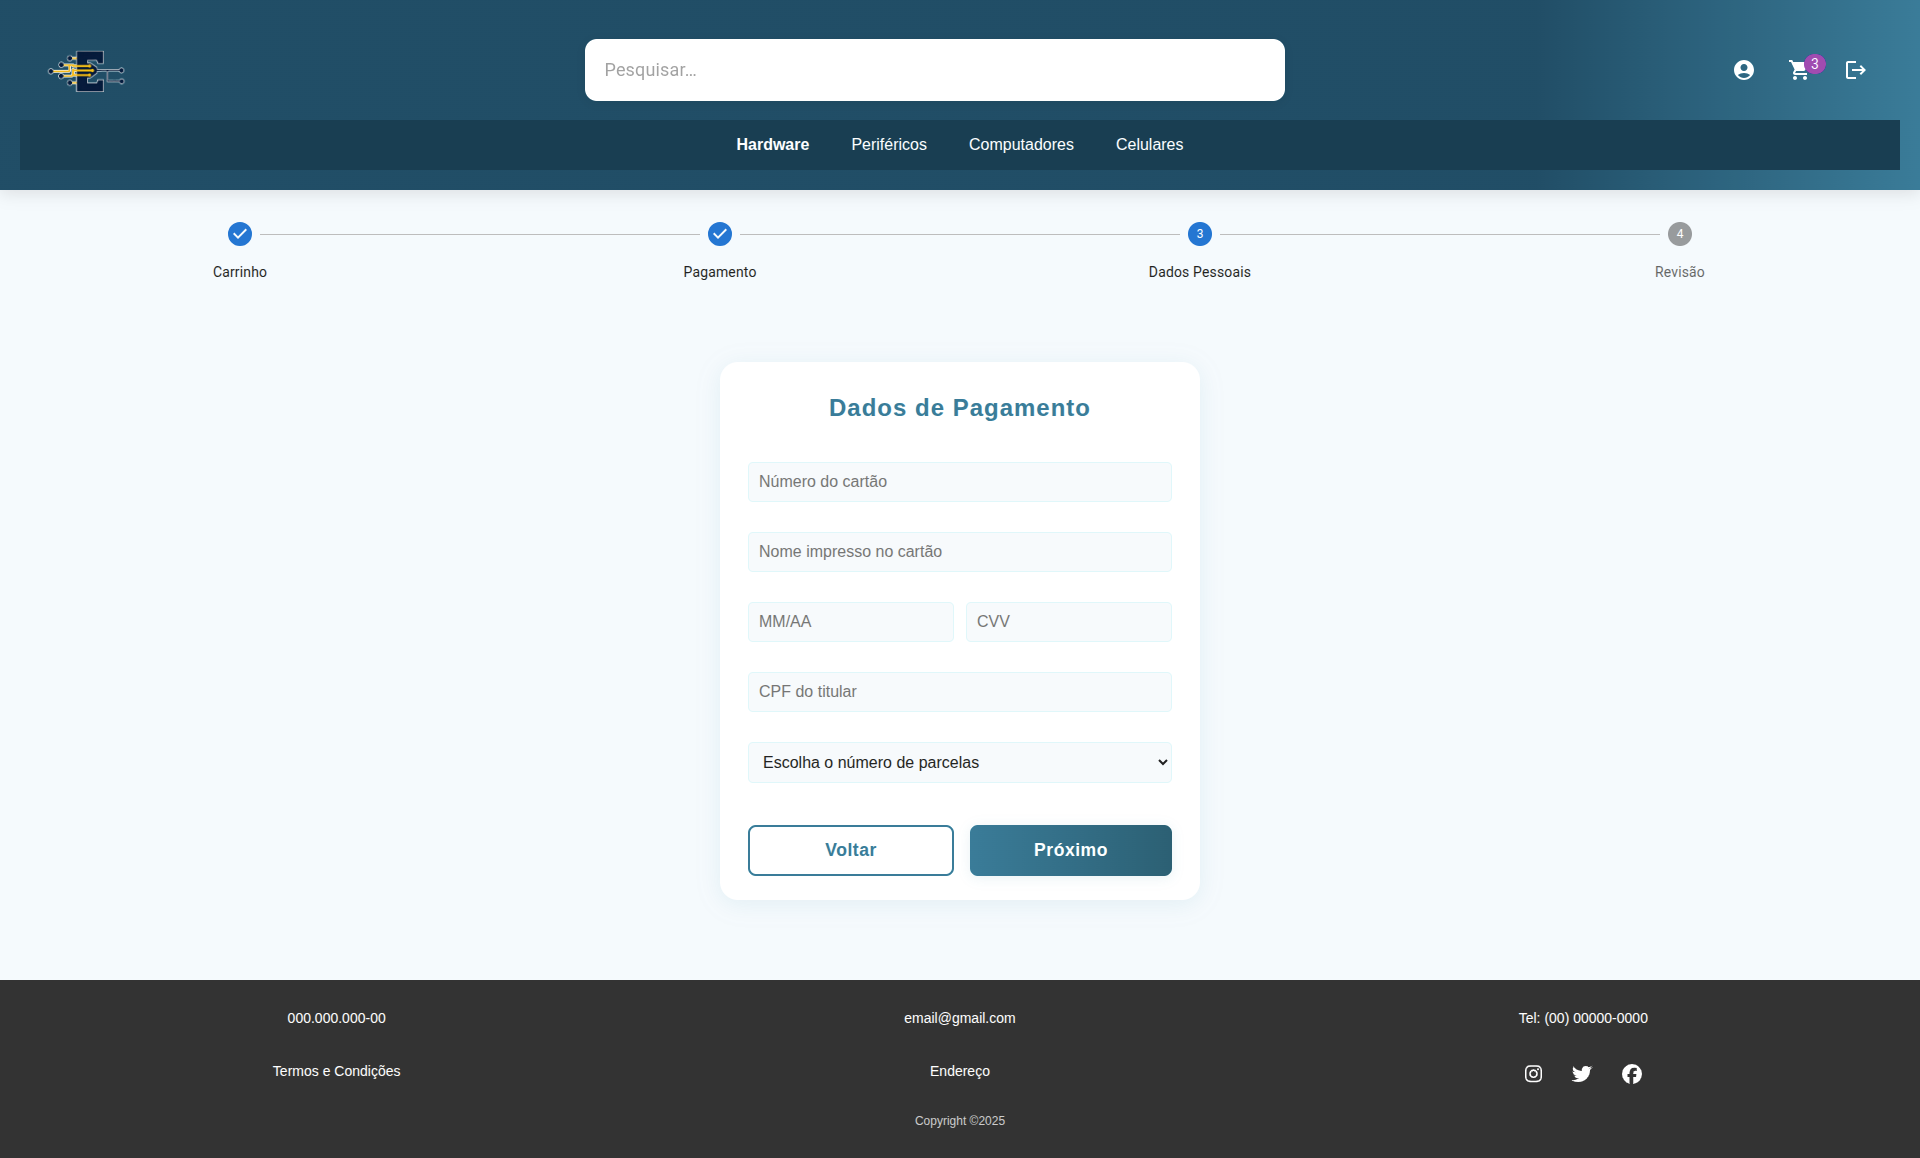 Pesquisar...
3
Hardware Periféricos Computadores Celulares
3 4
Carrinho Pagamento Dados Pessoais Revisão
Dados de Pagamento
Número do cartão
Nome impresso no cartão
MM/AA CVV
CPF do titular
Escolha o número de parcelas
Voltar Próximo
000.000.000-00 email@gmail.com Tel: (00) 00000-0000
Termos e Condições Endereço
Copyright ©2025